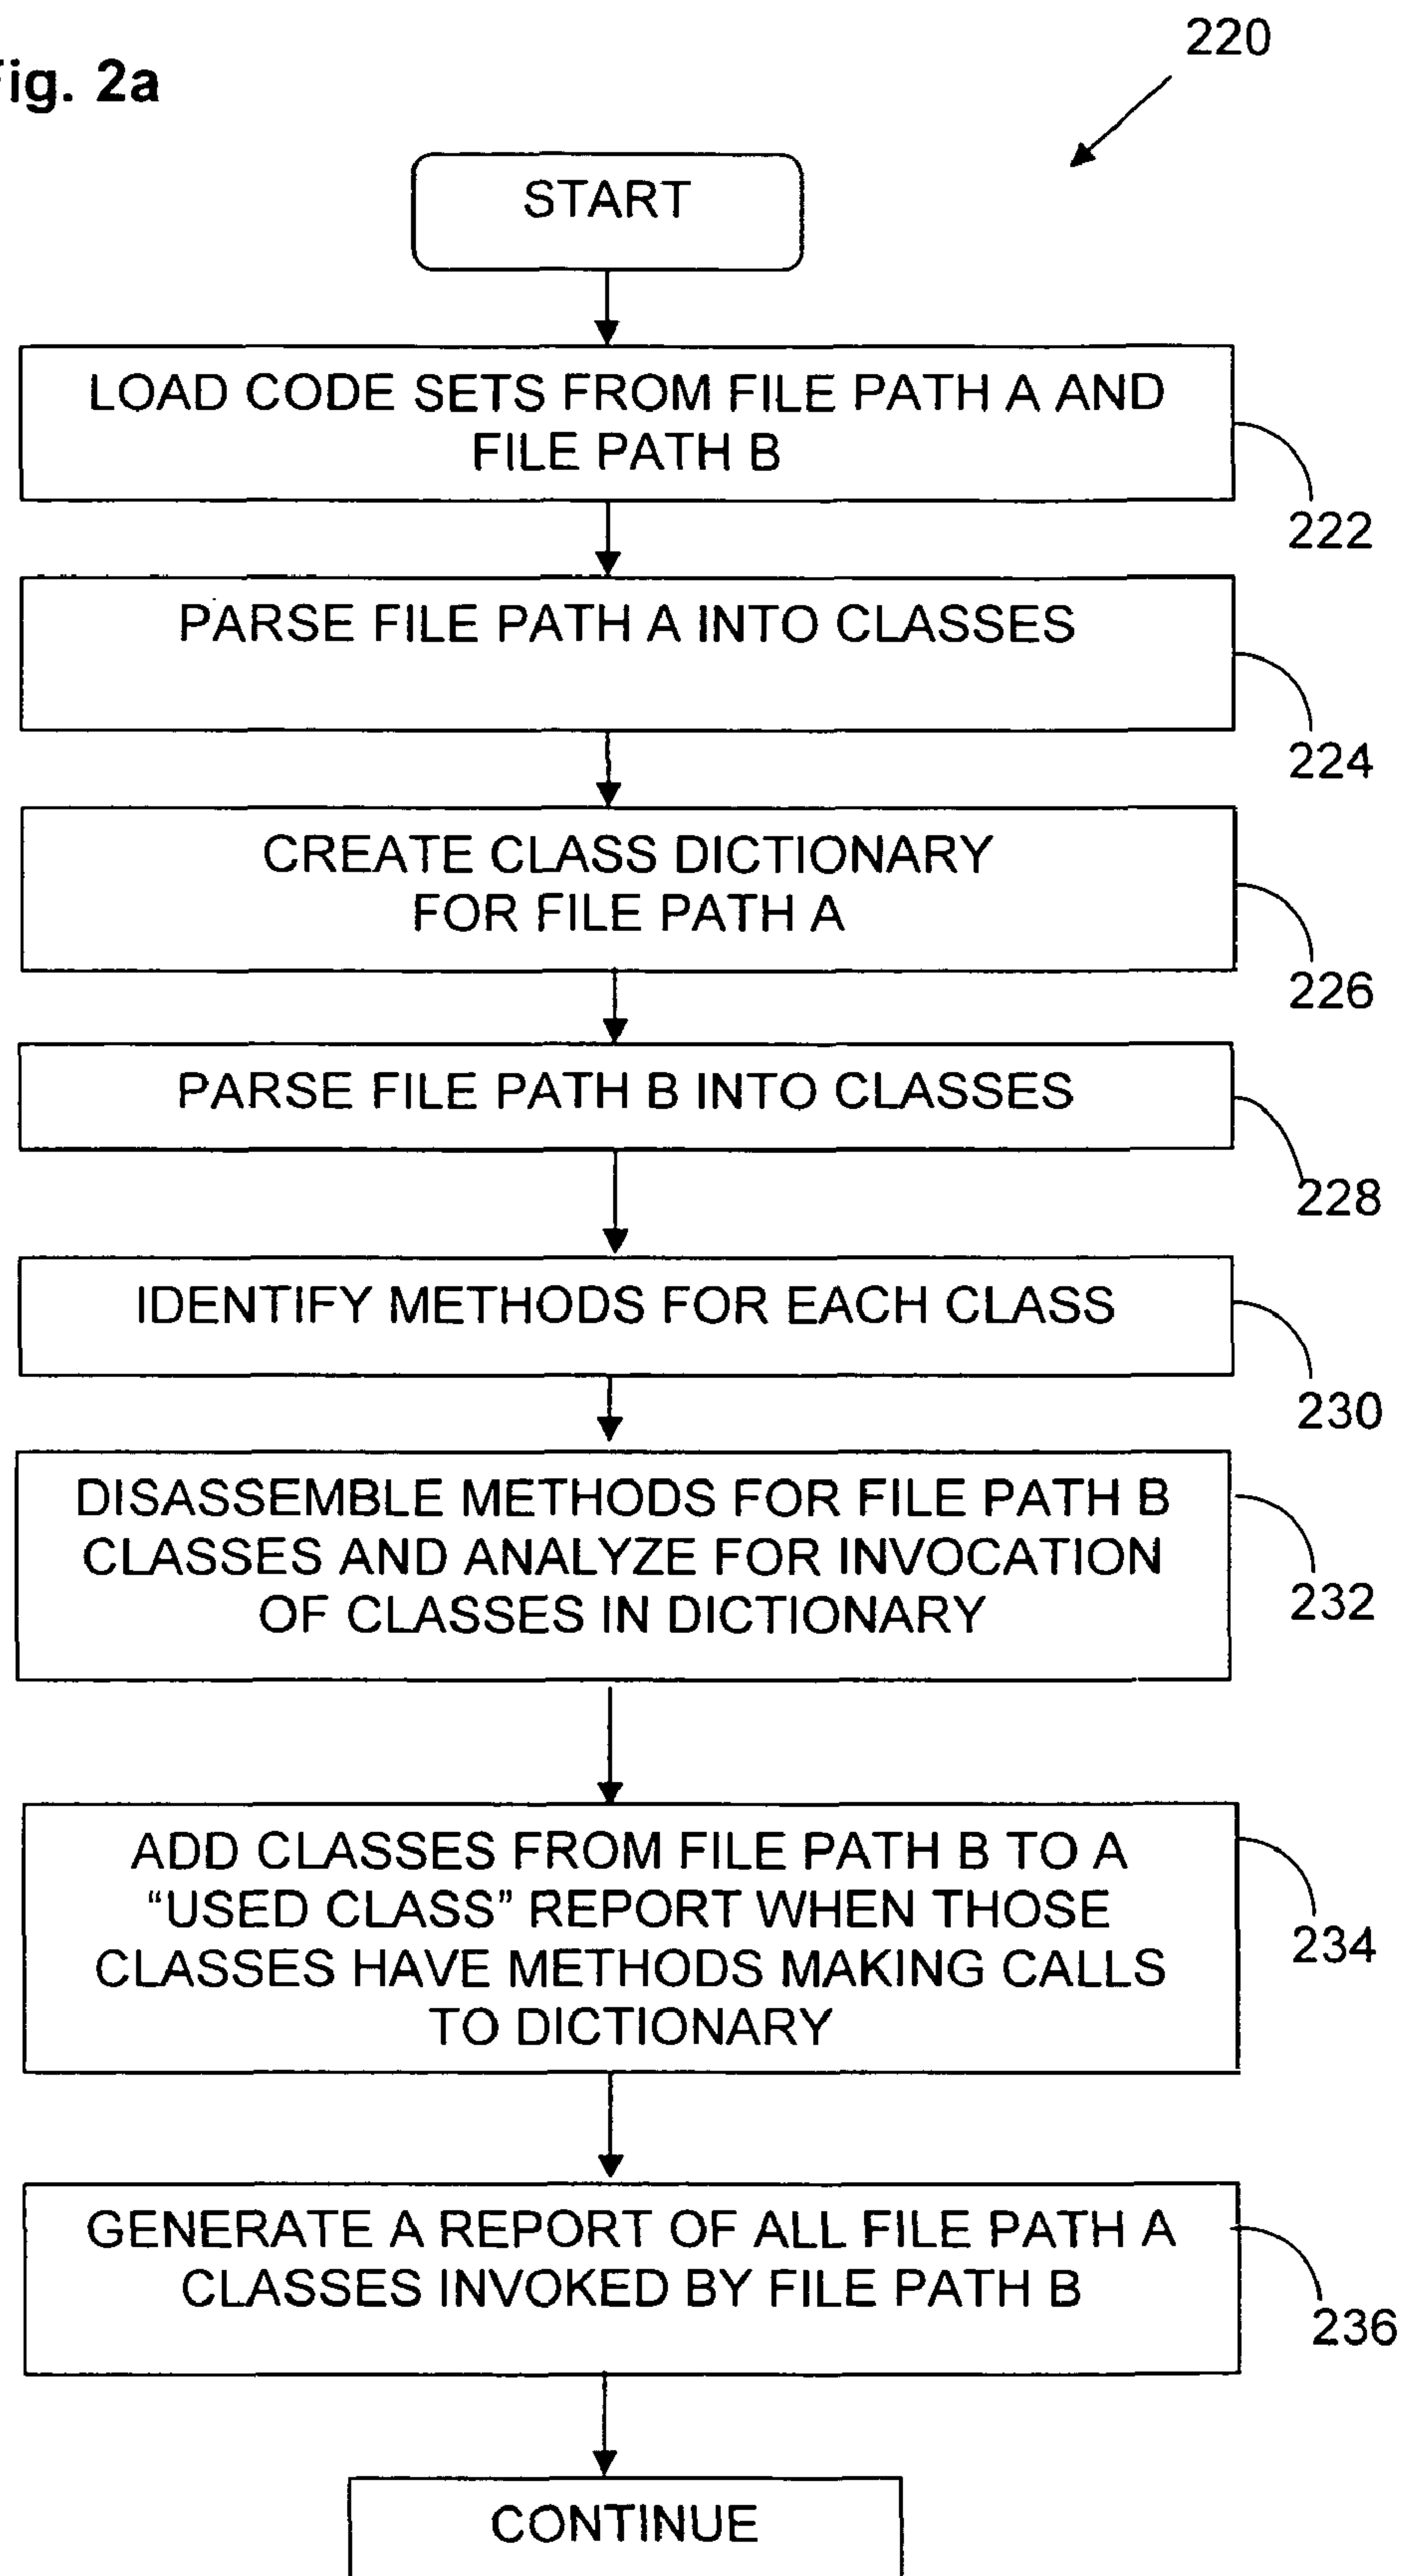 Fig. 2a
220
START
LOAD CODE SETS FROM FILE PATH A AND
FILE PATH B
222
PARSE FILE PATH A INTO CLASSES
224
CREATE CLASS DICTIONARY
FOR FILE PATH A
226
PARSE FILE PATH B INTO CLASSES
228
IDENTIFY METHODS FOR EACH CLASS
230
DISASSEMBLE METHODS FOR FILE PATH B
CLASSES AND ANALYZE FOR INVOCATION
OF CLASSES IN DICTIONARY
232
ADD CLASSES FROM FILE PATH B TO A
“USED CLASS” REPORT WHEN THOSE
CLASSES HAVE METHODS MAKING CALLS
TO DICTIONARY
234
GENERATE A REPORT OF ALL FILE PATH A
CLASSES INVOKED BY FILE PATH B
236
CONTINUE